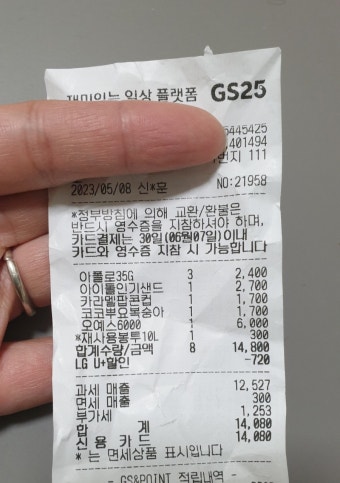 재미있는 일상 플랫폼 GS25
5445425
401494
번지 111
2023/05/08 신*훈 NO:21958
*정부방침에 의해 교환/환불은
반드시 영수증을 지참하셔야 하며,
카드결제는 30일(06월07일)이내
카드와 영수증 지참 시 가능합니다
아폴로35G 3 2,400
아이돌인기샌드 1 2,700
카라멜팝콘컵 1 1,700
코코뿌요복숭아 1 1,700
오예스6000 1 6,000
*재사용봉투10L 1 300
합계수량/금액 8 14,800
LG U+할인 -720
과세 매출 12,527
면세 매출 300
부가세 1,253
합 계 14,080
신 용 카 드 14,080
* 는 면세상품 표시입니다
- GS&POINT 적립내역 -